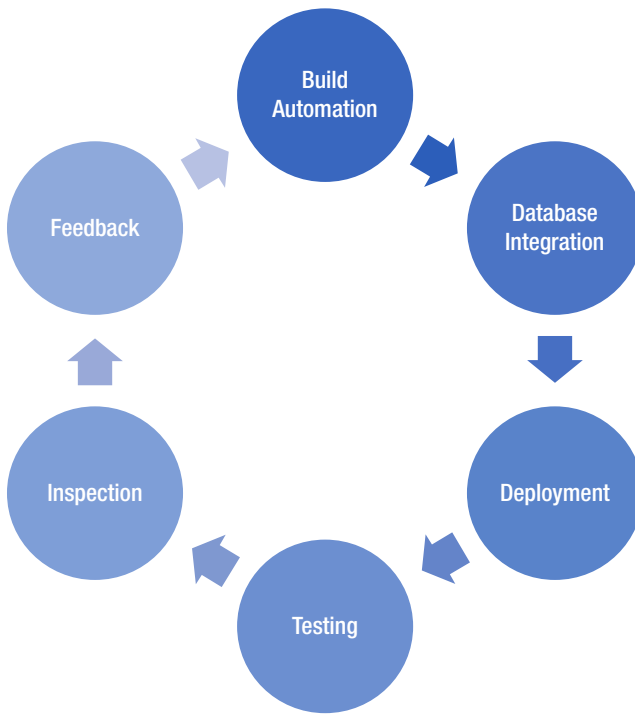 Build
Automation
Database
Integration
Deployment
Testing
Inspection
Feedback